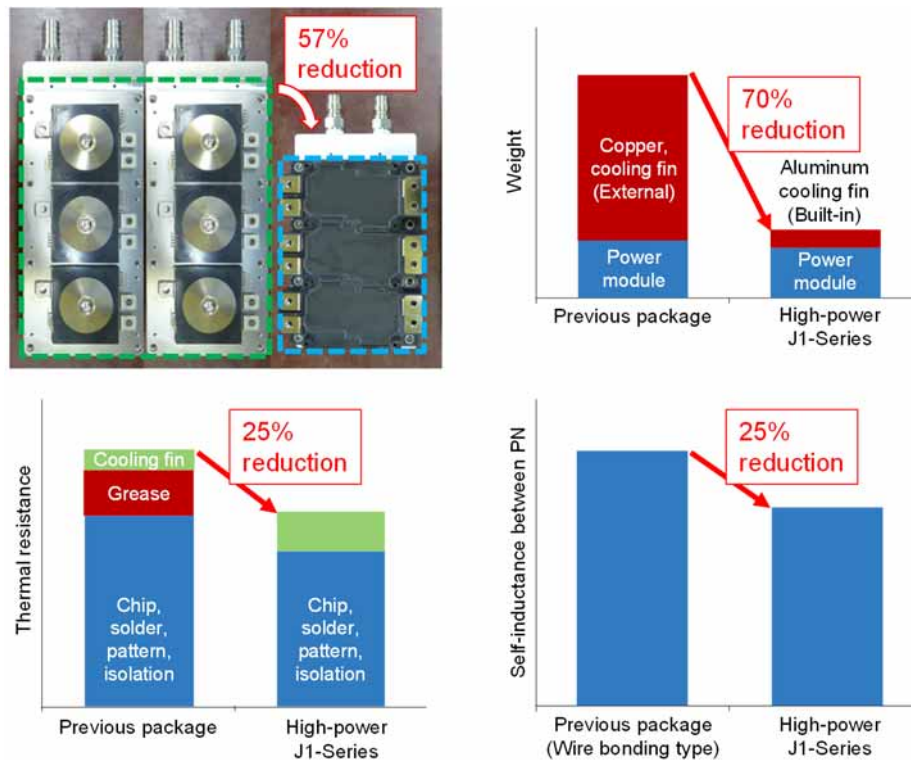 57%
reduction
Weight
Copper,
cooling fin
(External)
Power
module
70%
reduction
Aluminum
cooling fin
(Built-in)
Power
module
Previous package
High-power
J1-Series
Thermal resistance
Cooling fin
Grease
Chip,
solder,
pattern,
isolation
25%
reduction
Chip,
solder,
pattern,
isolation
Previous package
High-power
J1-Series
Self-inductance between PN
25%
reduction
Previous package
(Wire bonding type)
High-power
J1-Series